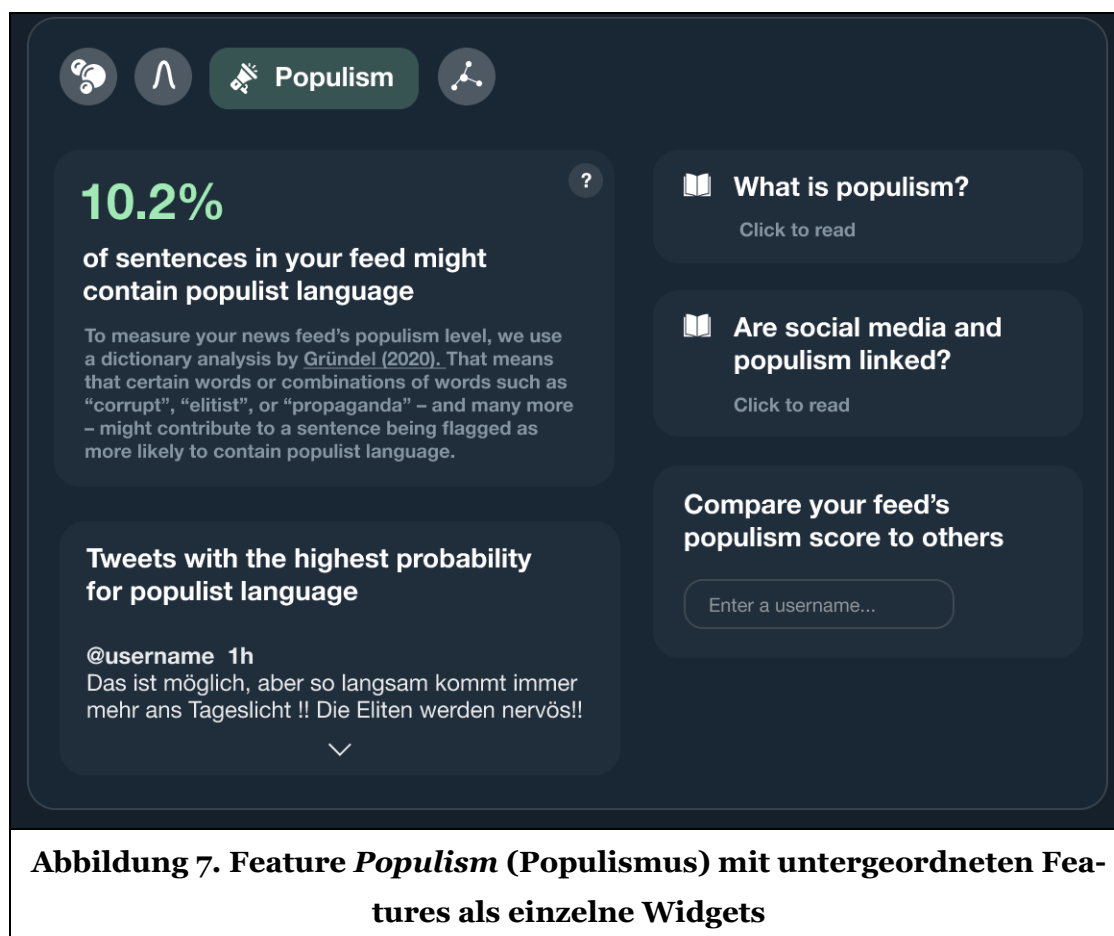 Populism
10.2%
?
of sentences in your feed might
contain populist language
To measure your news feed’s populism level, we use
a dictionary analysis by Gründel (2020). That means
that certain words or combinations of words such as
“corrupt”, “elitist”, or “propaganda” – and many more
– might contribute to a sentence being flagged as
more likely to contain populist language.
Tweets with the highest probability
for populist language
@username 1h
Das ist möglich, aber so langsam kommt immer
mehr ans Tageslicht !! Die Eliten werden nervös!!
What is populism?
Click to read
Are social media and
populism linked?
Click to read
Compare your feed’s
populism score to others
Enter a username...
Abbildung 7. Feature Populism (Populismus) mit untergeordneten Fea-
tures als einzelne Widgets